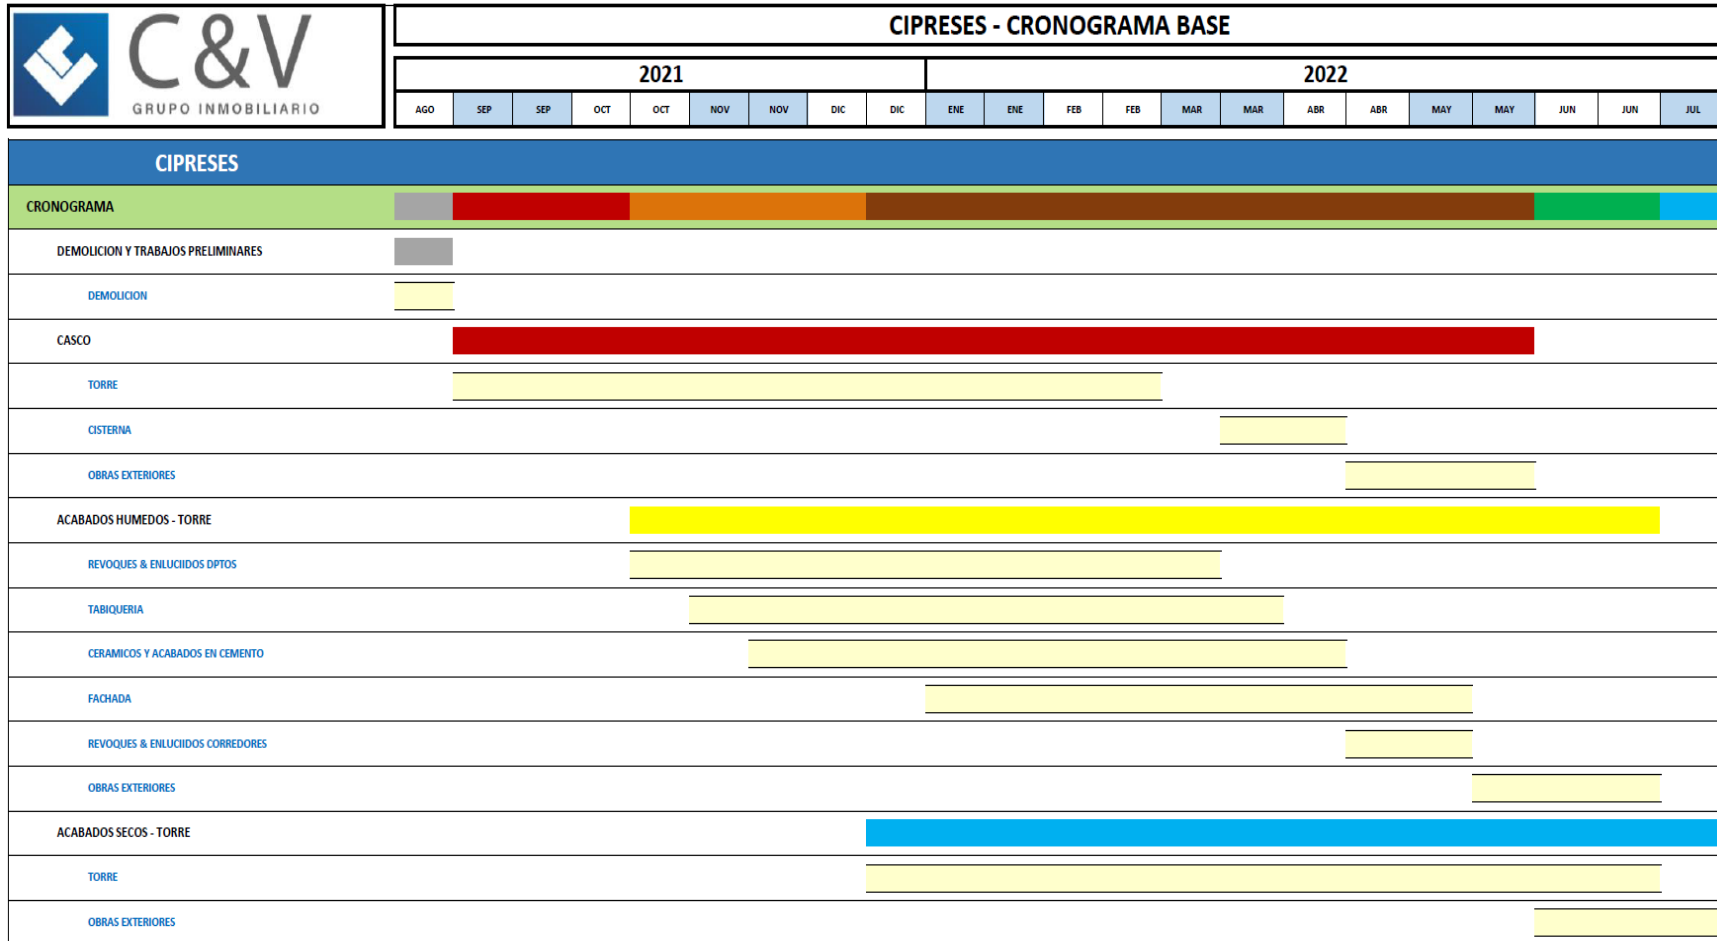 C&V
GRUPO INMOBILIARIO
CIPRESES - CRONOGRAMA BASE
2021 2022
AGO SEP SEP OCT OCT NOV NOV DIC DIC ENE ENE FEB FEB MAR MAR ABR ABR MAY MAY JUN JUN JUL
CIPRESES
CRONOGRAMA
DEMOLICION Y TRABAJOS PRELIMINARES
DEMOLICION
CASCO
TORRE
CISTERNA
OBRAS EXTERIORES
ACABADOS HUMEDOS - TORRE
REVOQUES & ENLUCIIDOS DPTOS
TABIQUERIA
CERAMICOS Y ACABADOS EN CEMENTO
FACHADA
REVOQUES & ENLUCIIDOS CORREDORES
OBRAS EXTERIORES
ACABADOS SECOS - TORRE
TORRE
OBRAS EXTERIORES